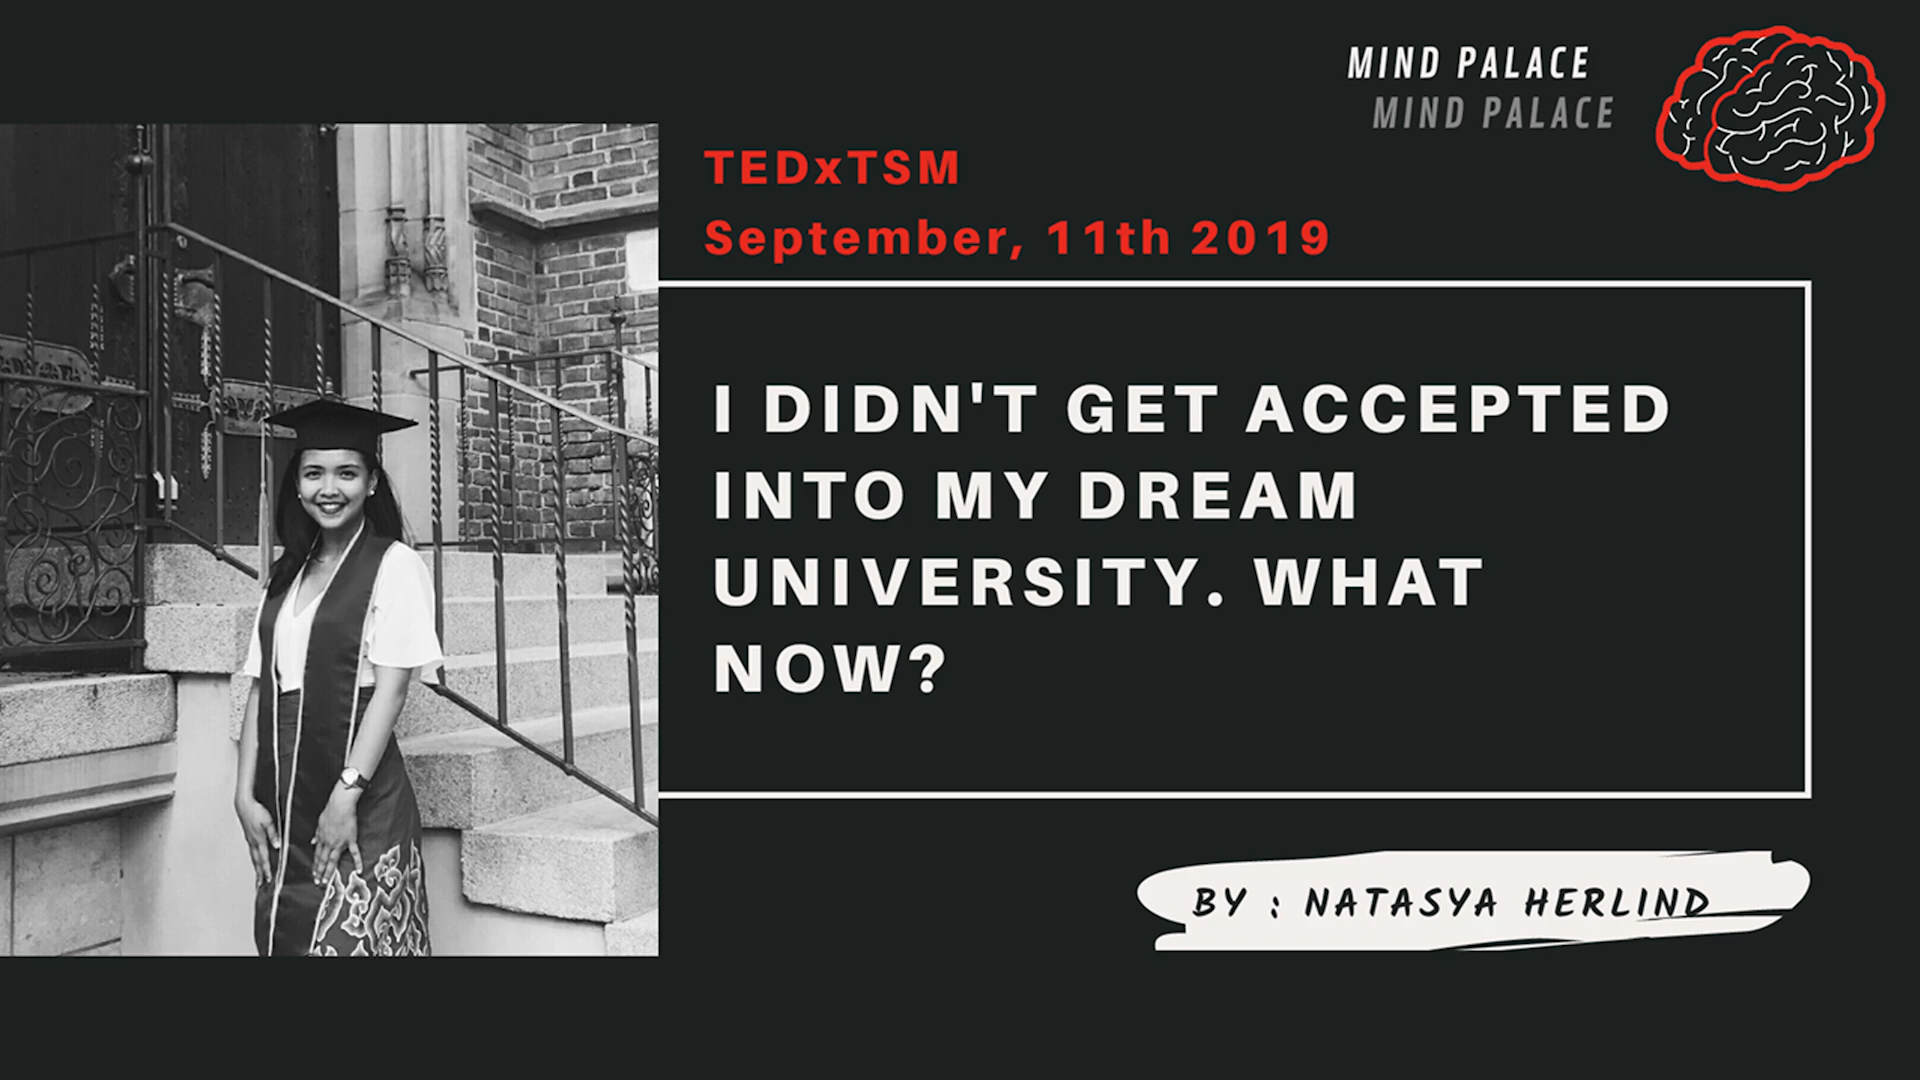 MIND PALACE
MIND PALACE
TEDxTSM
September, 11th 2019
I DIDN'T GET ACCEPTED
INTO MY DREAM
UNIVERSITY. WHAT
NOW?
BY : NATASYA HERLIND